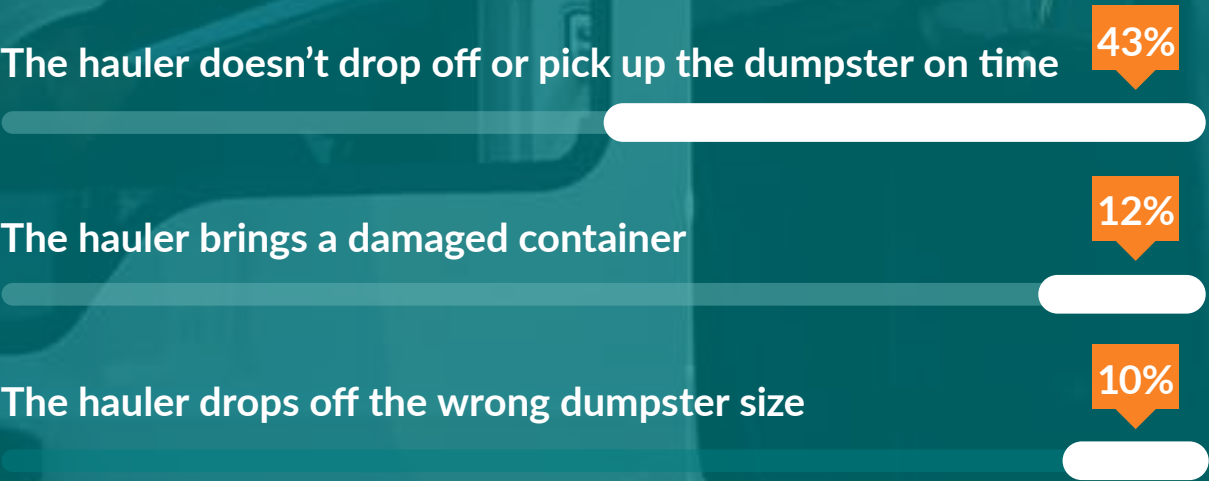 The hauler doesn’t drop off or pick up the dumpster on time
43%
The hauler brings a damaged container
12%
The hauler drops off the wrong dumpster size
10%